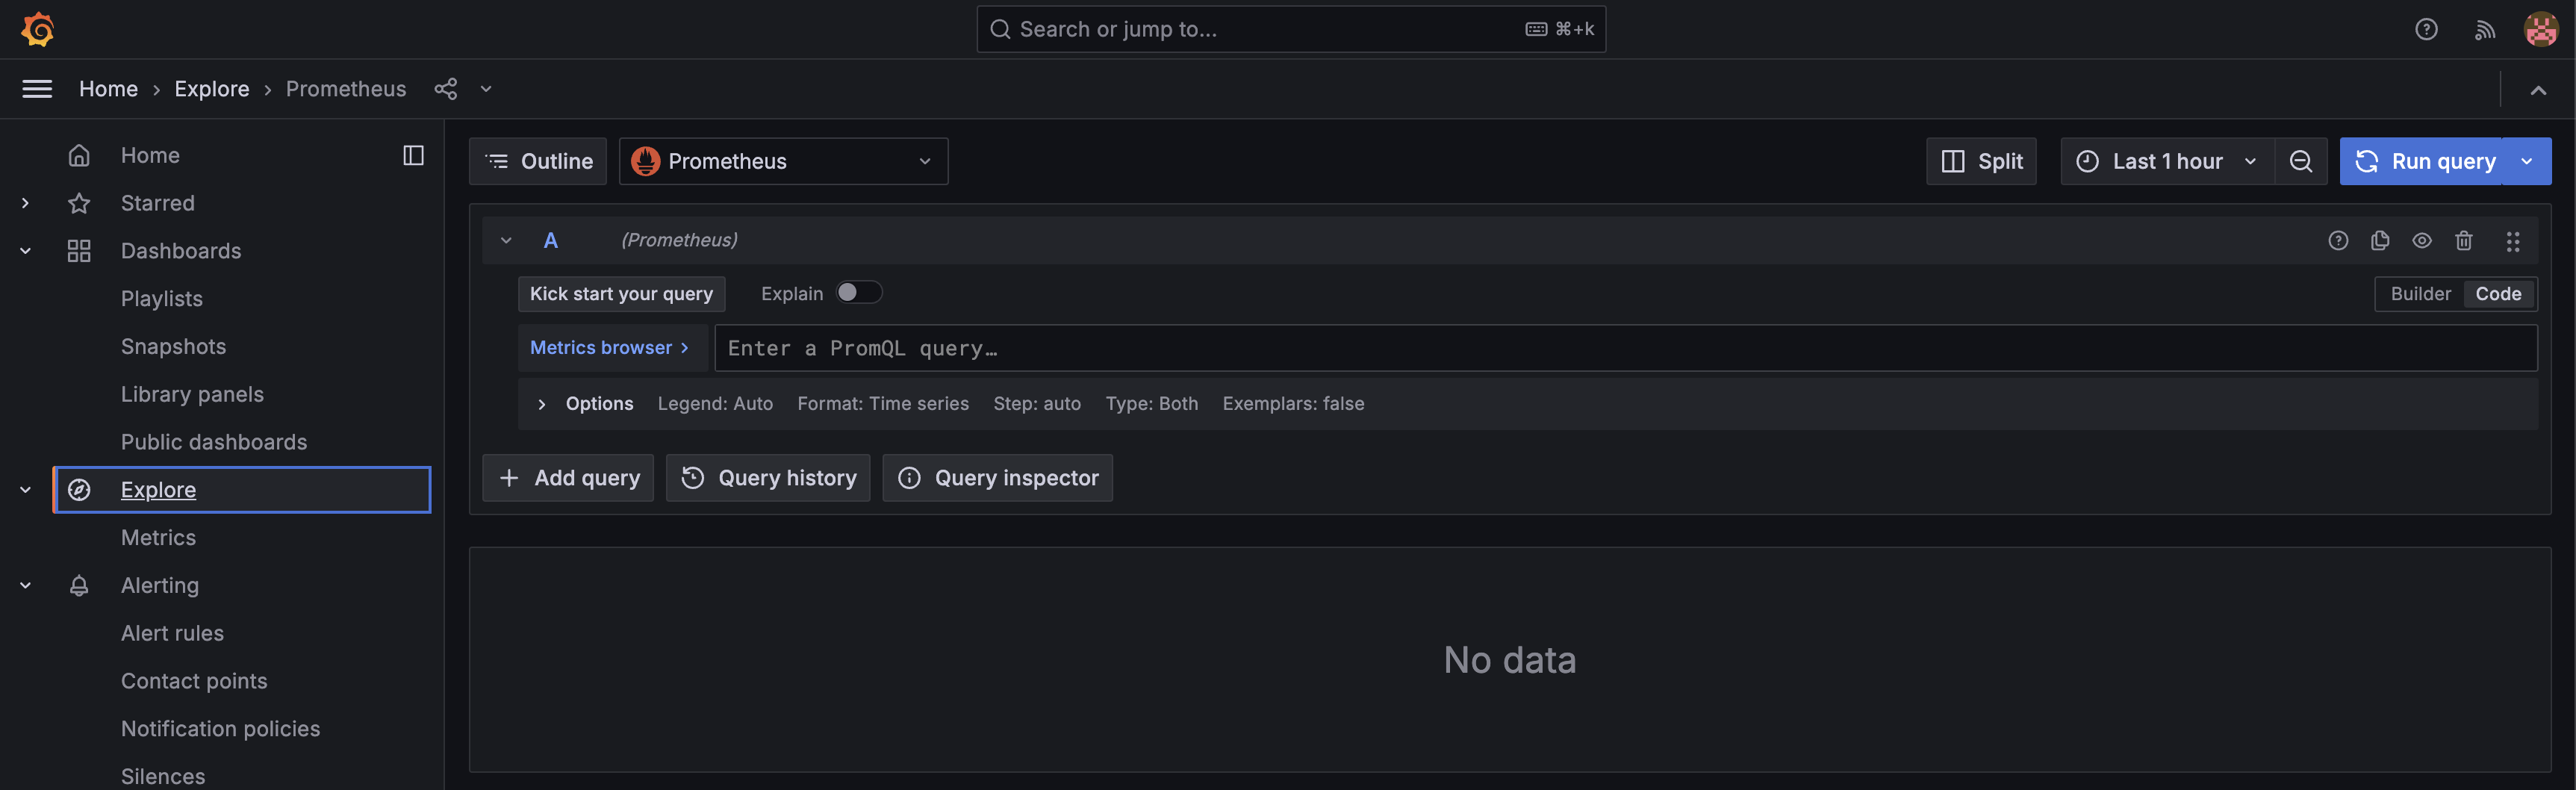 Search or jump to... ⌘+k
Home › Explore › Prometheus
Home
Starred
Dashboards
Playlists
Snapshots
Library panels
Public dashboards
Explore
Metrics
Alerting
Alert rules
Contact points
Notification policies
Silences
Outline Prometheus Split Last 1 hour Run query
A (Prometheus)
Kick start your query Explain Builder Code
Metrics browser › Enter a PromQL query…
Options Legend: Auto Format: Time series Step: auto Type: Both Exemplars: false
+ Add query Query history Query inspector
No data